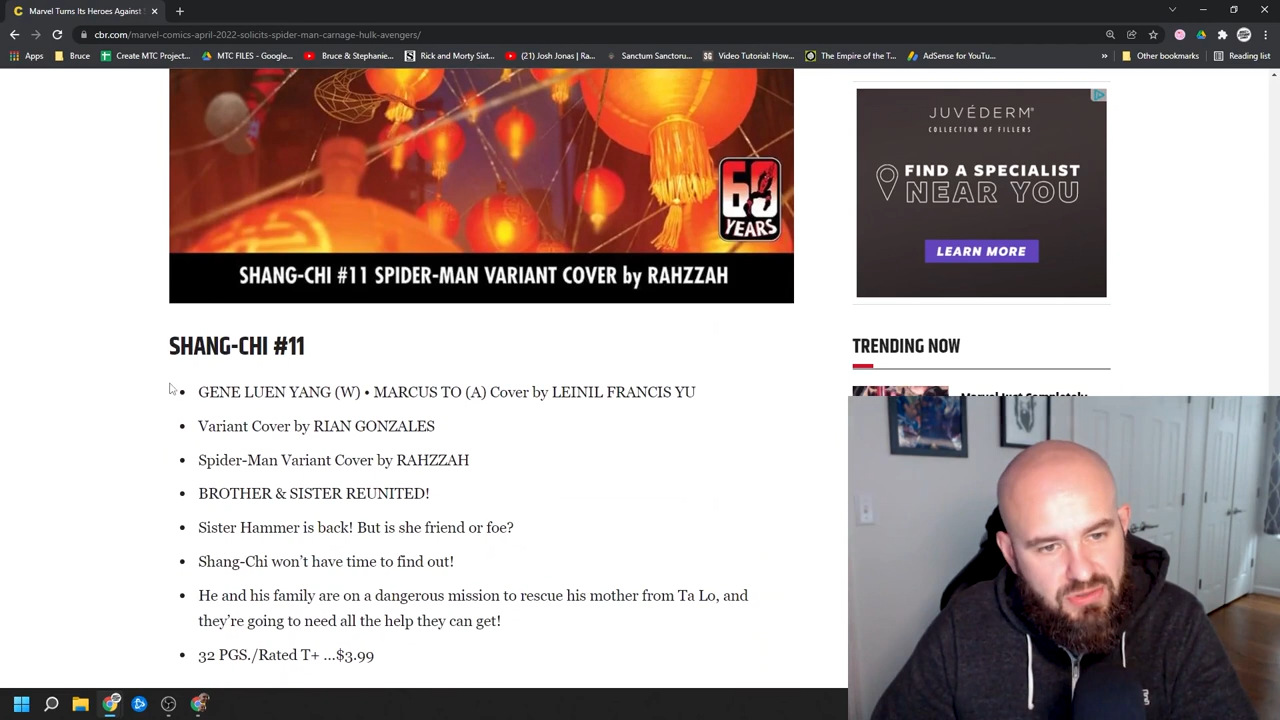 Marvel Turns Its Heroes Against
cbr.com/marvel-comics-april-2022-solicits-spider-man-carnage-hulk-avengers/
Apps Bruce Create MTC Project... MTC FILES - Google... Bruce & Stephanie... Rick and Morty Sixt... (21) Josh Jonas | Ra... Sanctum Sanctoru... Video Tutorial: How... The Empire of the T... AdSense for YouTu... » Other bookmarks Reading list
60
YEARS
SHANG-CHI #11 SPIDER-MAN VARIANT COVER by RAHZZAH
JUVÉDERM®
COLLECTION OF FILLERS
FIND A SPECIALIST
NEAR YOU
LEARN MORE
SHANG-CHI #11
• GENE LUEN YANG (W) • MARCUS TO (A) Cover by LEINIL FRANCIS YU
• Variant Cover by RIAN GONZALES
• Spider-Man Variant Cover by RAHZZAH
• BROTHER & SISTER REUNITED!
• Sister Hammer is back! But is she friend or foe?
• Shang-Chi won’t have time to find out!
• He and his family are on a dangerous mission to rescue his mother from Ta Lo, and
they’re going to need all the help they can get!
• 32 PGS./Rated T+ …$3.99
TRENDING NOW
Marvel Just Completely